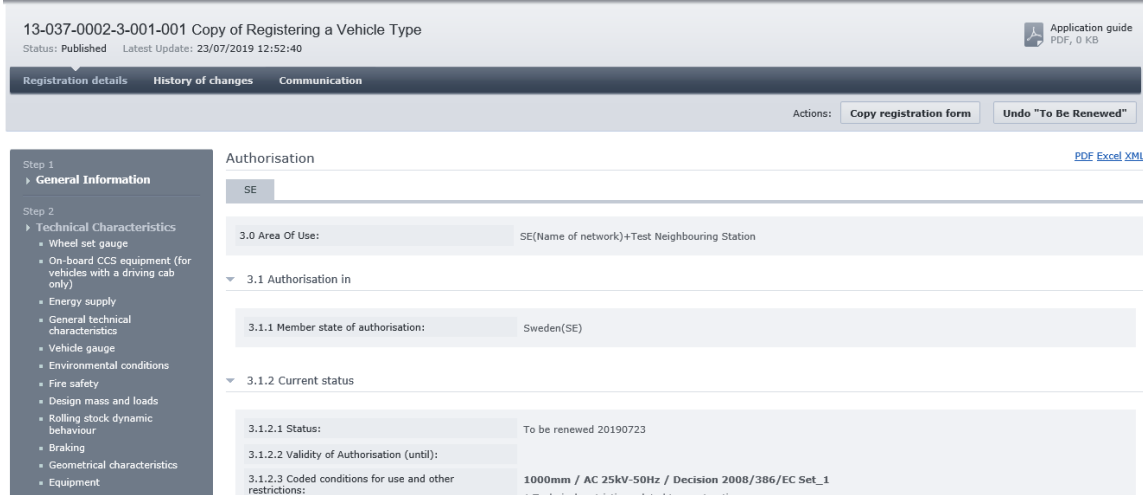 13-037-0002-3-001-001 Copy of Registering a Vehicle Type
Status: Published Latest Update: 23/07/2019 12:52:40
Application guide
PDF, 0 KB
Registration details History of changes Communication
Actions: Copy registration form Undo "To Be Renewed"
Step 1
General Information
Step 2
Technical Characteristics
Wheel set gauge
On-board CCS equipment (for
vehicles with a driving cab
only)
Energy supply
General technical
characteristics
Vehicle gauge
Environmental conditions
Fire safety
Design mass and loads
Rolling stock dynamic
behaviour
Braking
Geometrical characteristics
Equipment
Authorisation
PDF Excel XML
SE
3.0 Area Of Use: SE(Name of network)+Test Neighbouring Station
3.1 Authorisation in
3.1.1 Member state of authorisation: Sweden(SE)
3.1.2 Current status
3.1.2.1 Status: To be renewed 20190723
3.1.2.2 Validity of Authorisation (until):
3.1.2.3 Coded conditions for use and other
restrictions:
1000mm / AC 25kV-50Hz / Decision 2008/386/EC Set_1